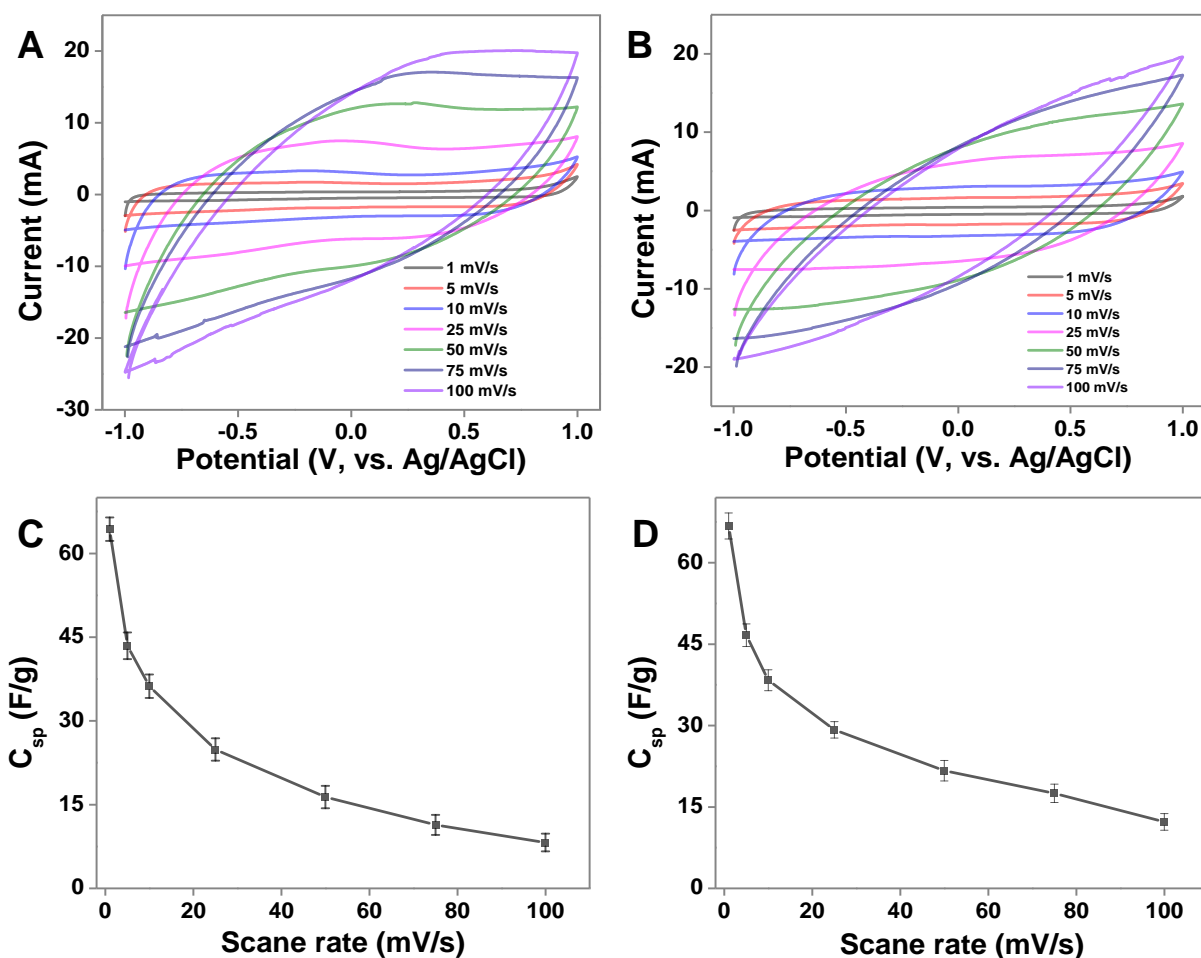 A
20
10
0
-10
-20
-30
Current (mA)
1 mV/s
5 mV/s
10 mV/s
25 mV/s
50 mV/s
75 mV/s
100 mV/s
-1.0 -0.5 0.0 0.5 1.0
Potential (V, vs. Ag/AgCl)
B
20
10
0
-10
-20
Current (mA)
1 mV/s
5 mV/s
10 mV/s
25 mV/s
50 mV/s
75 mV/s
100 mV/s
-1.0 -0.5 0.0 0.5 1.0
Potential (V, vs. Ag/AgCl)
C
60
45
30
15
0
Csp (F/g)
0 20 40 60 80 100
Scane rate (mV/s)
D
60
45
30
15
0
Csp (F/g)
0 20 40 60 80 100
Scane rate (mV/s)